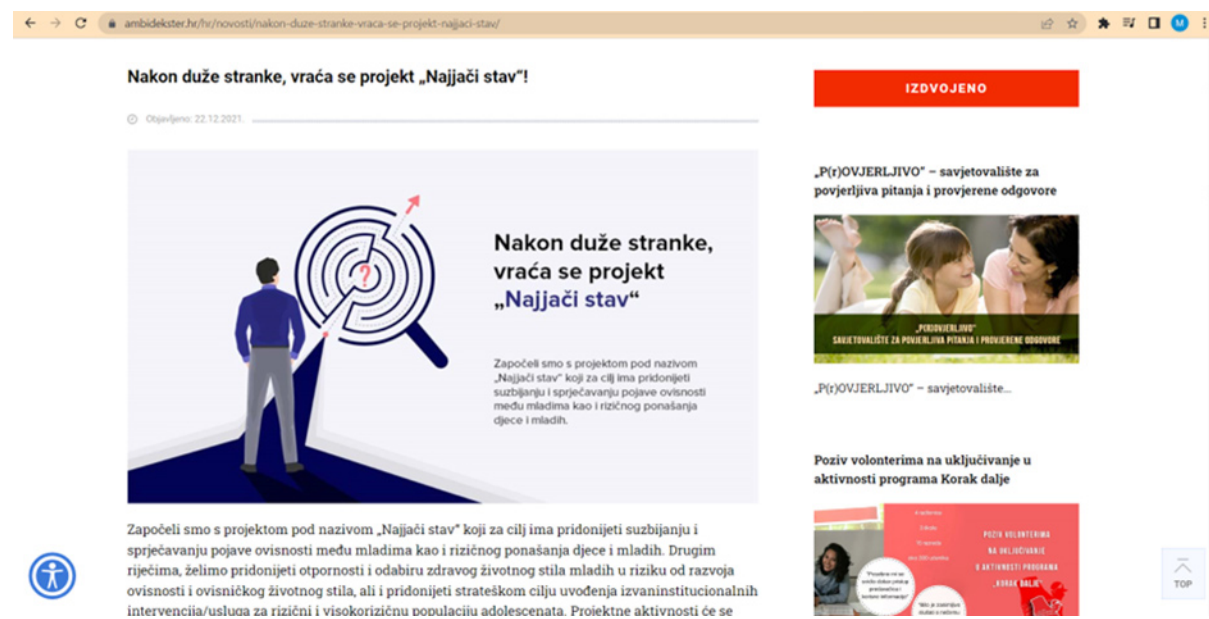 ambidekster.hr/hr/novosti/nakon-duze-stranke-vraca-se-projekt-najjaci-stav/
M
Nakon duže stranke, vraća se projekt „Najjači stav“!
Objavljeno: 22.12.2021.
Nakon duže stranke,
vraća se projekt
„Najjači stav“
Započeli smo s projektom pod nazivom
„Najjači stav“ koji za cilj ima pridonijeti
suzbijanju i sprječavanju pojave ovisnosti
među mladima kao i rizičnog ponašanja
djece i mladih.
Započeli smo s projektom pod nazivom „Najjači stav“ koji za cilj ima pridonijeti suzbijanju i
sprječavanju pojave ovisnosti među mladima kao i rizičnog ponašanja djece i mladih. Drugim
riječima, želimo pridonijeti otpornosti i odabiru zdravog životnog stila mladih u riziku od razvoja
ovisnosti i ovisničkog životnog stila, ali i pridonijeti strateškom cilju uvođenja izvaninstitucionalnih
intervencija/usluga za rizični i visokorizičnu populaciju adolescenata. Projektne aktivnosti će se
IZDVOJENO
„P(r)OVJERLJIVO“ – savjetovalište za
povjerljiva pitanja i provjerene odgovore
„P(R)OVJERLJIVO“
SAVJETOVALIŠTE ZA POVJERLJIVA PITANJA I PROVJERENE ODGOVORE
„P(r)OVJERLJIVO“ – savjetovalište...
Poziv volonterima na uključivanje u
aktivnosti programa Korak dalje
POZIV VOLONTERIMA
NA UKLJUČIVANJE
U AKTIVNOSTI PROGRAMA
„KORAK DALJE“
TOP